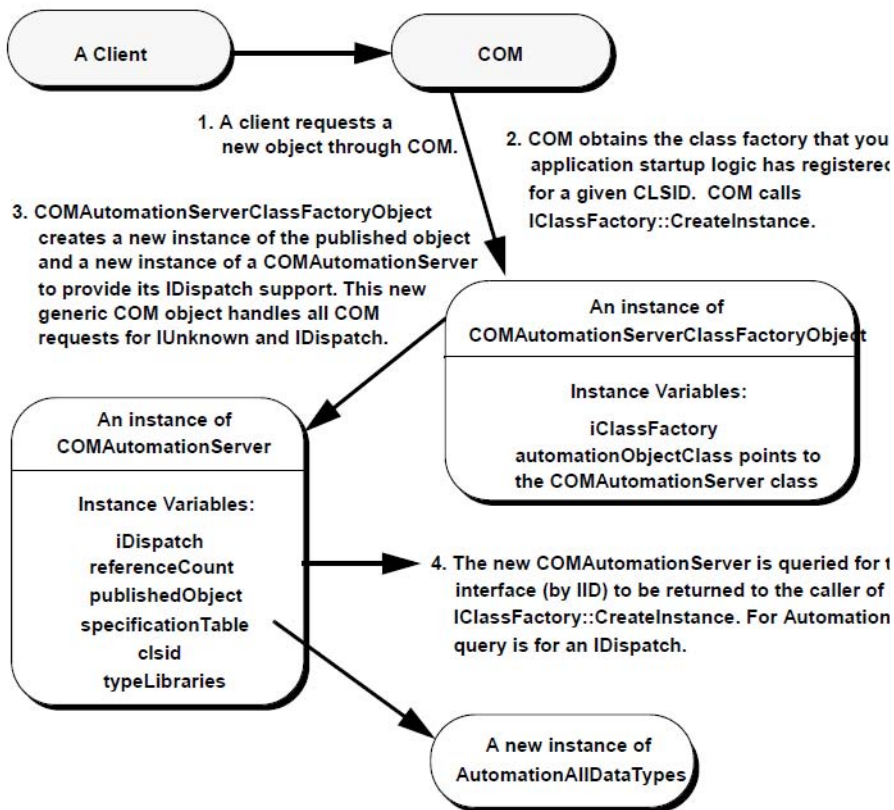 A Client
COM
1. A client requests a
new object through COM.
2. COM obtains the class factory that you
application startup logic has registered
for a given CLSID. COM calls
IClassFactory::CreateInstance.
3. COMAutomationServerClassFactoryObject
creates a new instance of the published object
and a new instance of a COMAutomationServer
to provide its IDispatch support. This new
generic COM object handles all COM
requests for IUnknown and IDispatch.
An instance of
COMAutomationServerClassFactoryObject
Instance Variables:
iClassFactory
automationObjectClass points to
the COMAutomationServer class
An instance of
COMAutomationServer
Instance Variables:
iDispatch
referenceCount
publishedObject
specificationTable
clsid
typeLibraries
4. The new COMAutomationServer is queried for t
interface (by IID) to be returned to the caller of
IClassFactory::CreateInstance. For Automation
query is for an IDispatch.
A new instance of
AutomationAllDataTypes